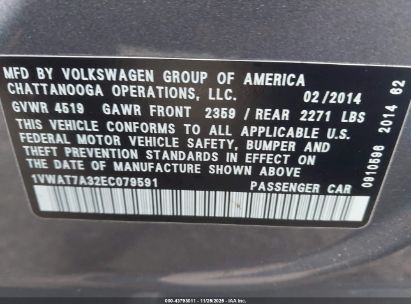 MFD BY VOLKSWAGEN GROUP OF AMERICA
CHATTANOOGA OPERATIONS, LLC. 02/2014
GVWR 4519 GAWR FRONT 2359 / REAR 2271 LBS
THIS VEHICLE CONFORMS TO ALL APPLICABLE U.S.
FEDERAL MOTOR VEHICLE SAFETY, BUMPER, AND
THEFT PREVENTION STANDARDS IN EFFECT ON
THE DATE OF MANUFACTURE SHOWN ABOVE
1VWAT7A32EC079591 PASSENGER CAR
0910596 2014 62